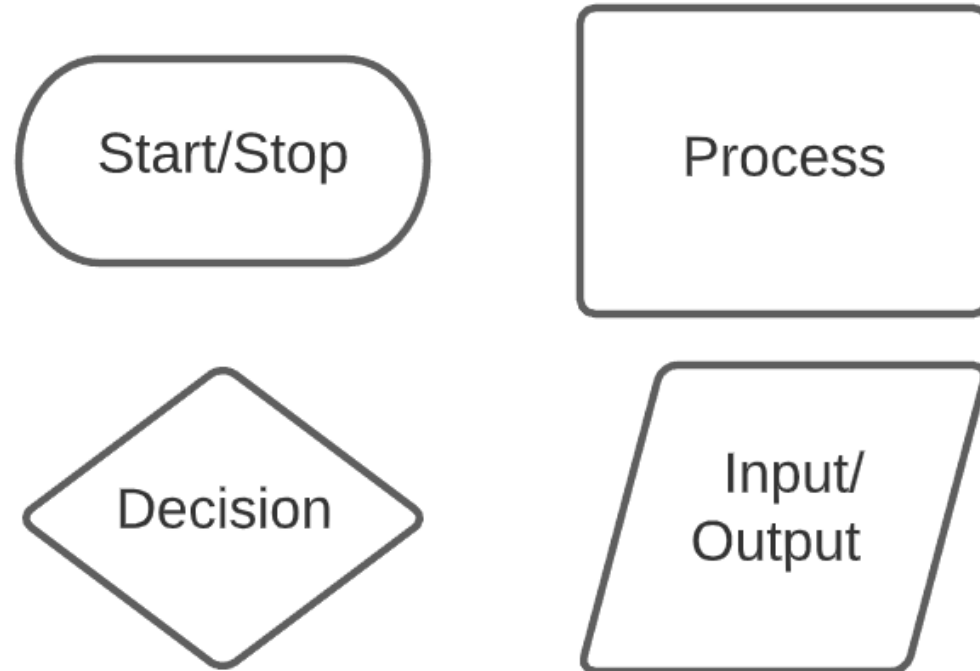 Start/Stop
Process
Decision
Input/
Output